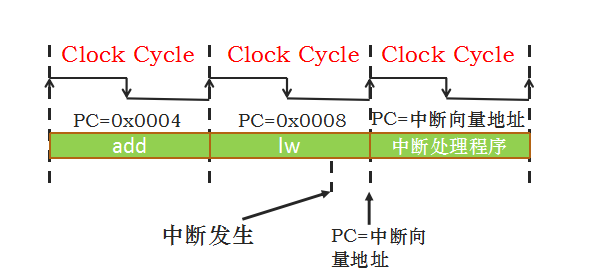 Clock Cycle Clock Cycle Clock Cycle
PC=0x0004 PC=0x0008 PC=中断向量地址
add lw 中断处理程序
中断发生
PC=中断向
量地址